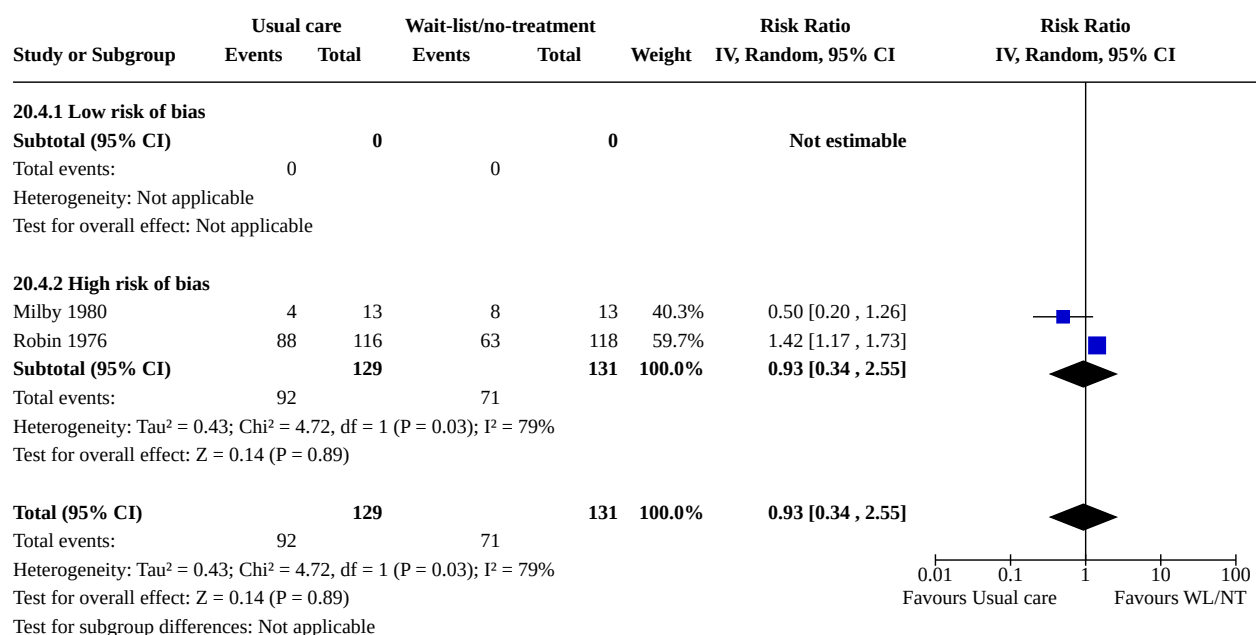 Usual care Wait-list/no-treatment Risk Ratio Risk Ratio
Study or Subgroup Events Total Events Total Weight IV, Random, 95% CI IV, Random, 95% CI
20.4.1 Low risk of bias
Subtotal (95% CI) 0 0 Not estimable
Total events: 0 0
Heterogeneity: Not applicable
Test for overall effect: Not applicable
20.4.2 High risk of bias
Milby 1980 4 13 8 13 40.3% 0.50 [0.20 , 1.26]
Robin 1976 88 116 63 118 59.7% 1.42 [1.17 , 1.73]
Subtotal (95% CI) 129 131 100.0% 0.93 [0.34 , 2.55]
Total events: 92 71
Heterogeneity: Tau² = 0.43; Chi² = 4.72, df = 1 (P = 0.03); I² = 79%
Test for overall effect: Z = 0.14 (P = 0.89)
Total (95% CI) 129 131 100.0% 0.93 [0.34 , 2.55]
Total events: 92 71
Heterogeneity: Tau² = 0.43; Chi² = 4.72, df = 1 (P = 0.03); I² = 79%
0.01 0.1 1 10 100
Test for overall effect: Z = 0.14 (P = 0.89) Favours Usual care Favours WL/NT
Test for subgroup differences: Not applicable